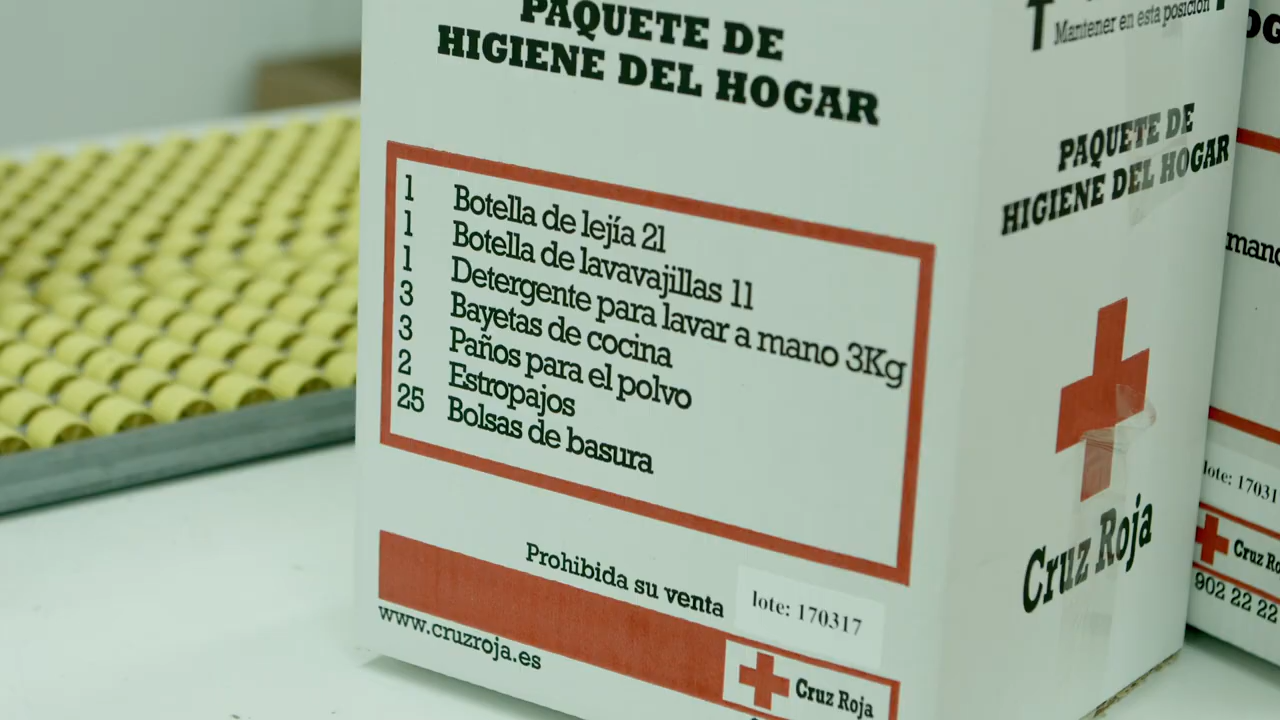 PAQUETE DE
HIGIENE DEL HOGAR
1 Botella de lejía 2l
1 Botella de lavavajillas 1l
1 Detergente para lavar a mano 3Kg
3 Bayetas de cocina
3 Paños para el polvo
2 Estropajos
25 Bolsas de basura
Prohibida su venta
lote: 170317
www.cruzroja.es
Cruz Roja
Mantener en esta posición
PAQUETE DE
HIGIENE DEL HOGAR
Cruz Roja
mano
lote: 17031
Cruz Ro
902 22 22